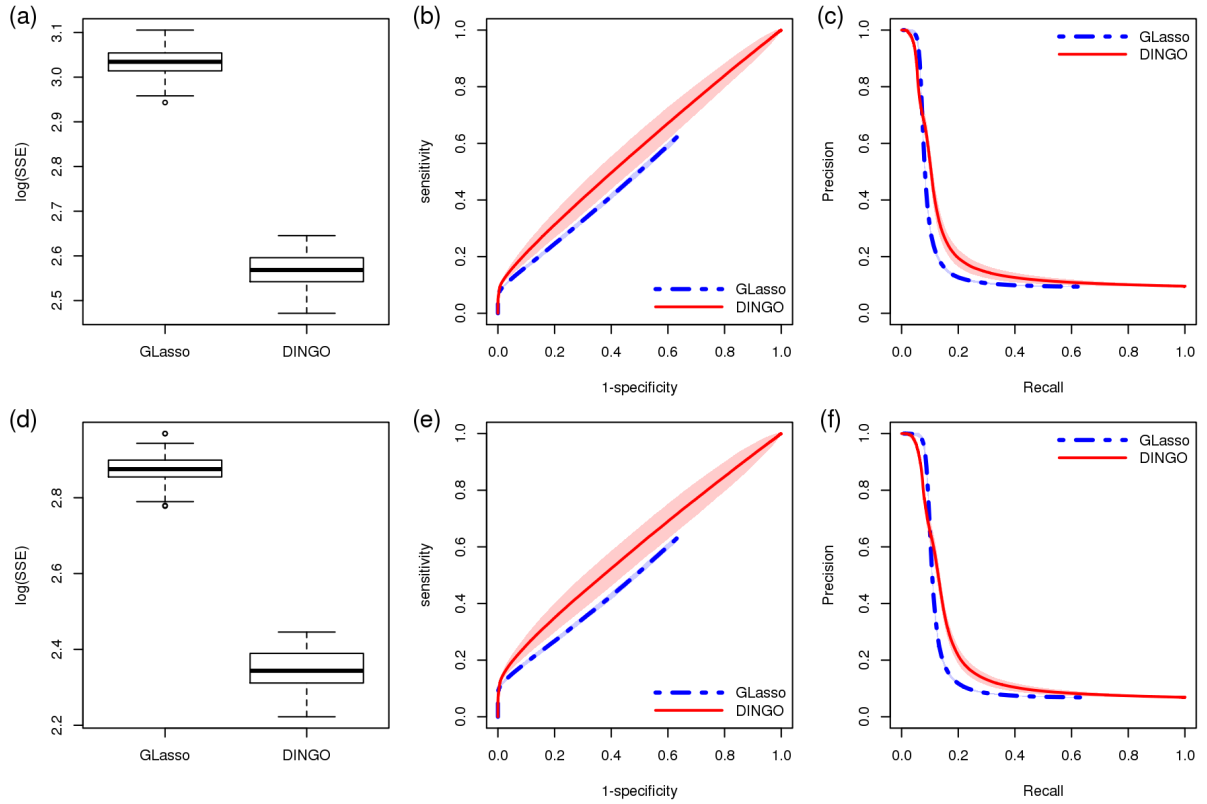 (a)
log(SSE)
3.1
3.0
2.9
2.8
2.7
2.6
2.5
GLasso DINGO
(b)
sensitivity
1.0
0.8
0.6
0.4
0.2
0.0
GLasso
DINGO
0.0 0.2 0.4 0.6 0.8 1.0
1-specificity
(c)
Precision
1.0
0.8
0.6
0.4
0.2
0.0
GLasso
DINGO
0.0 0.2 0.4 0.6 0.8 1.0
Recall
(d)
log(SSE)
2.8
2.6
2.4
2.2
GLasso DINGO
(e)
sensitivity
1.0
0.8
0.6
0.4
0.2
0.0
GLasso
DINGO
0.0 0.2 0.4 0.6 0.8 1.0
1-specificity
(f)
Precision
1.0
0.8
0.6
0.4
0.2
0.0
GLasso
DINGO
0.0 0.2 0.4 0.6 0.8 1.0
Recall